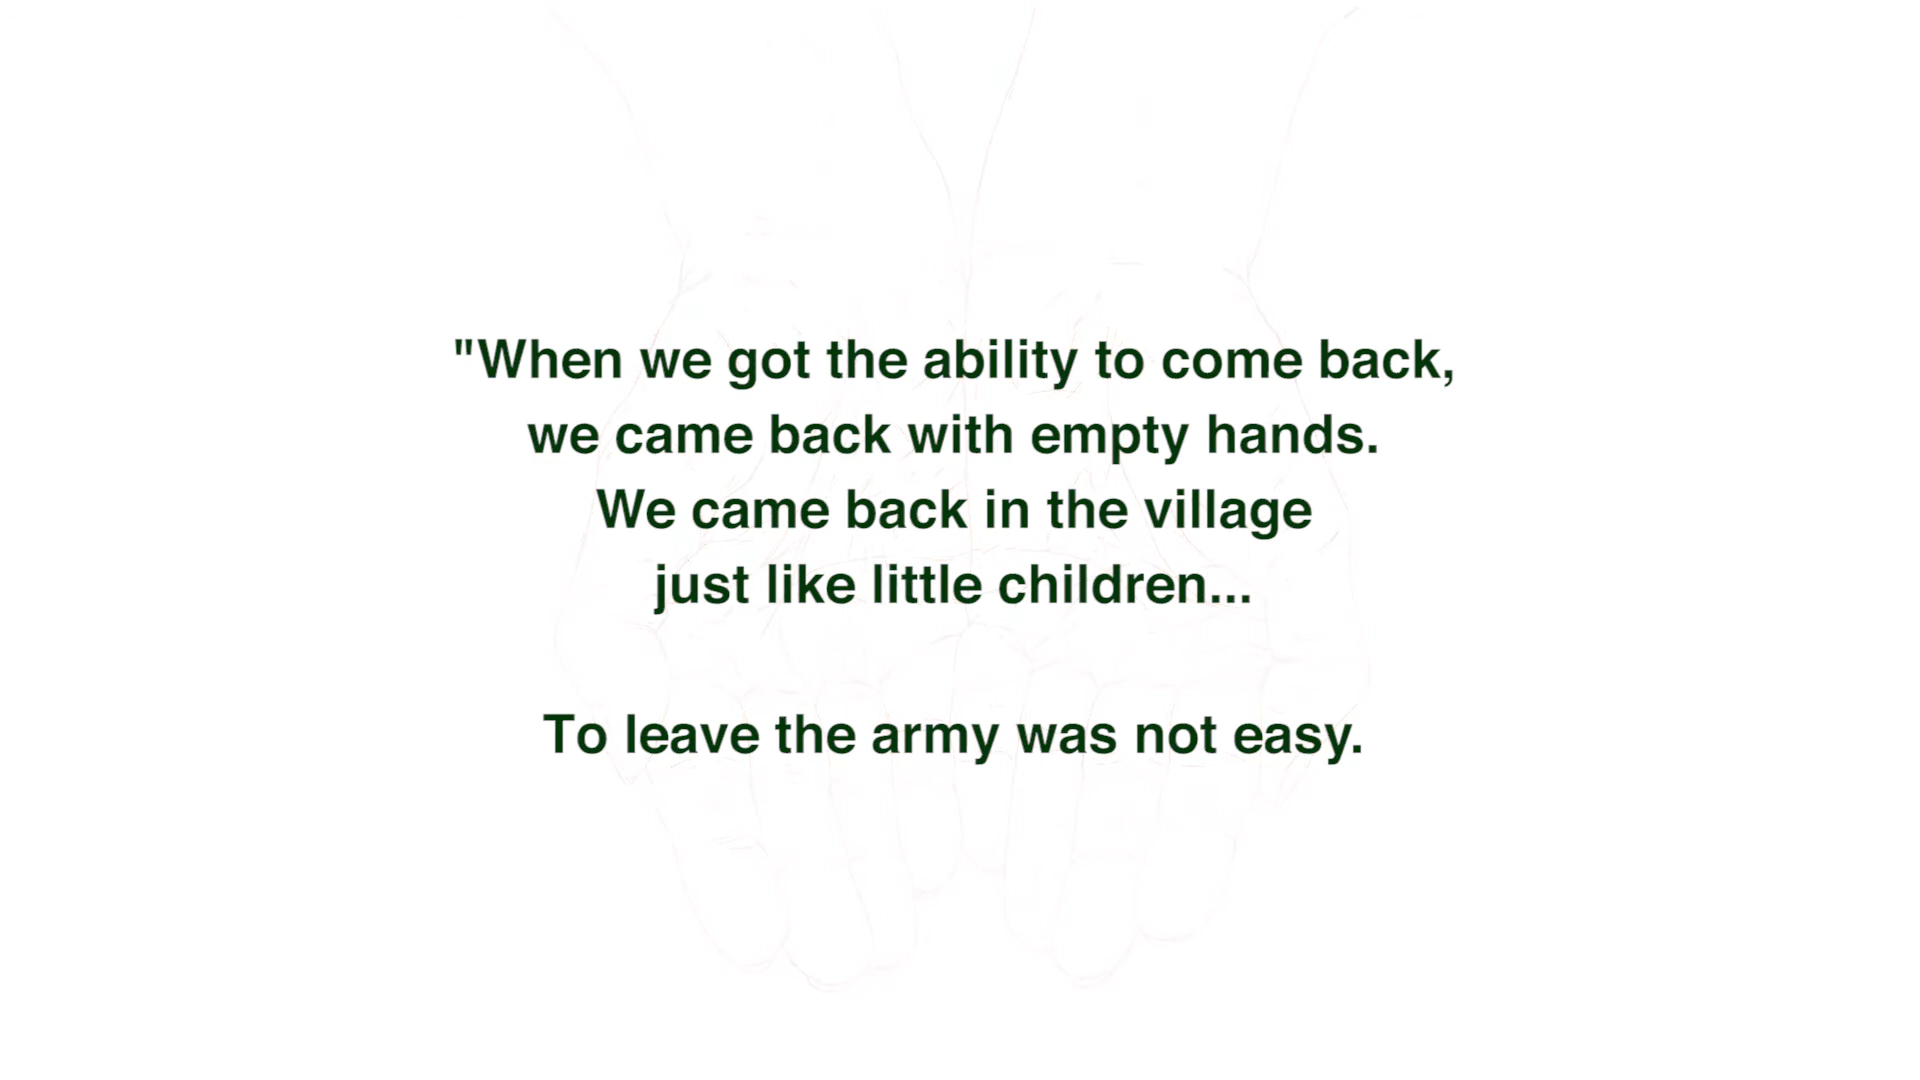 "When we got the ability to come back,
we came back with empty hands.
We came back in the village
just like little children...
To leave the army was not easy.